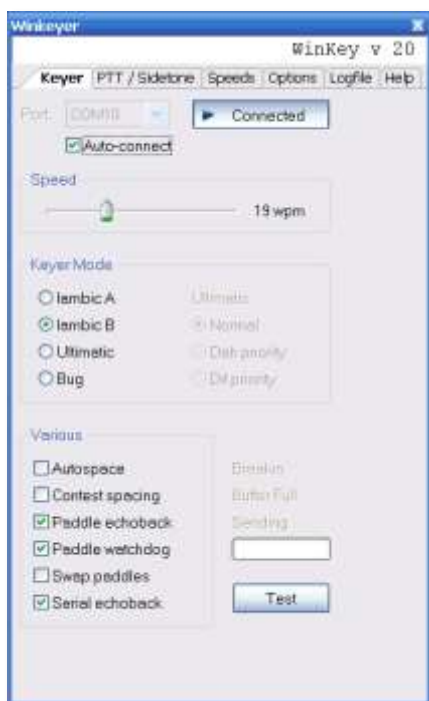 Winkeyer
WinKey v 20
Keyer PTT / Sidetone Speeds Options Logfile Help
Port: Connected
Auto-connect
Speed
19 wpm
Keyer Mode
Iambic A Ultimatic
Iambic B Normal
Ultimatic Dah priority
Bug Dit priority
Various
Autospace Breakin
Contest spacing Buffer Full
Paddle echoback Sending
Paddle watchdog
Swap paddles Test
Serial echoback